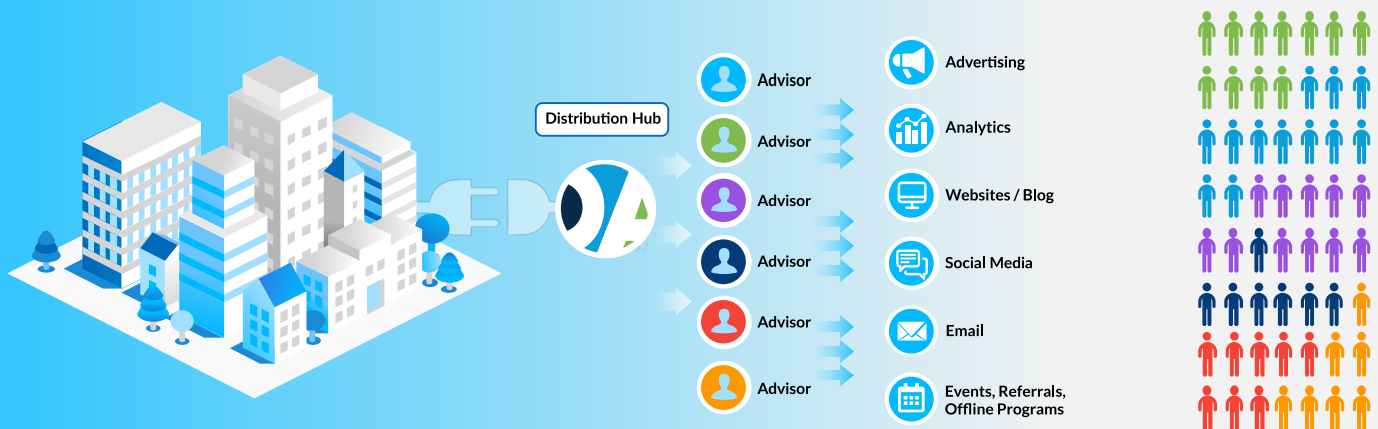 Distribution Hub
Advisor
Advisor
Advisor
Advisor
Advisor
Advisor
Advertising
Analytics
Websites / Blog
Social Media
Email
Events, Referrals,
Offline Programs